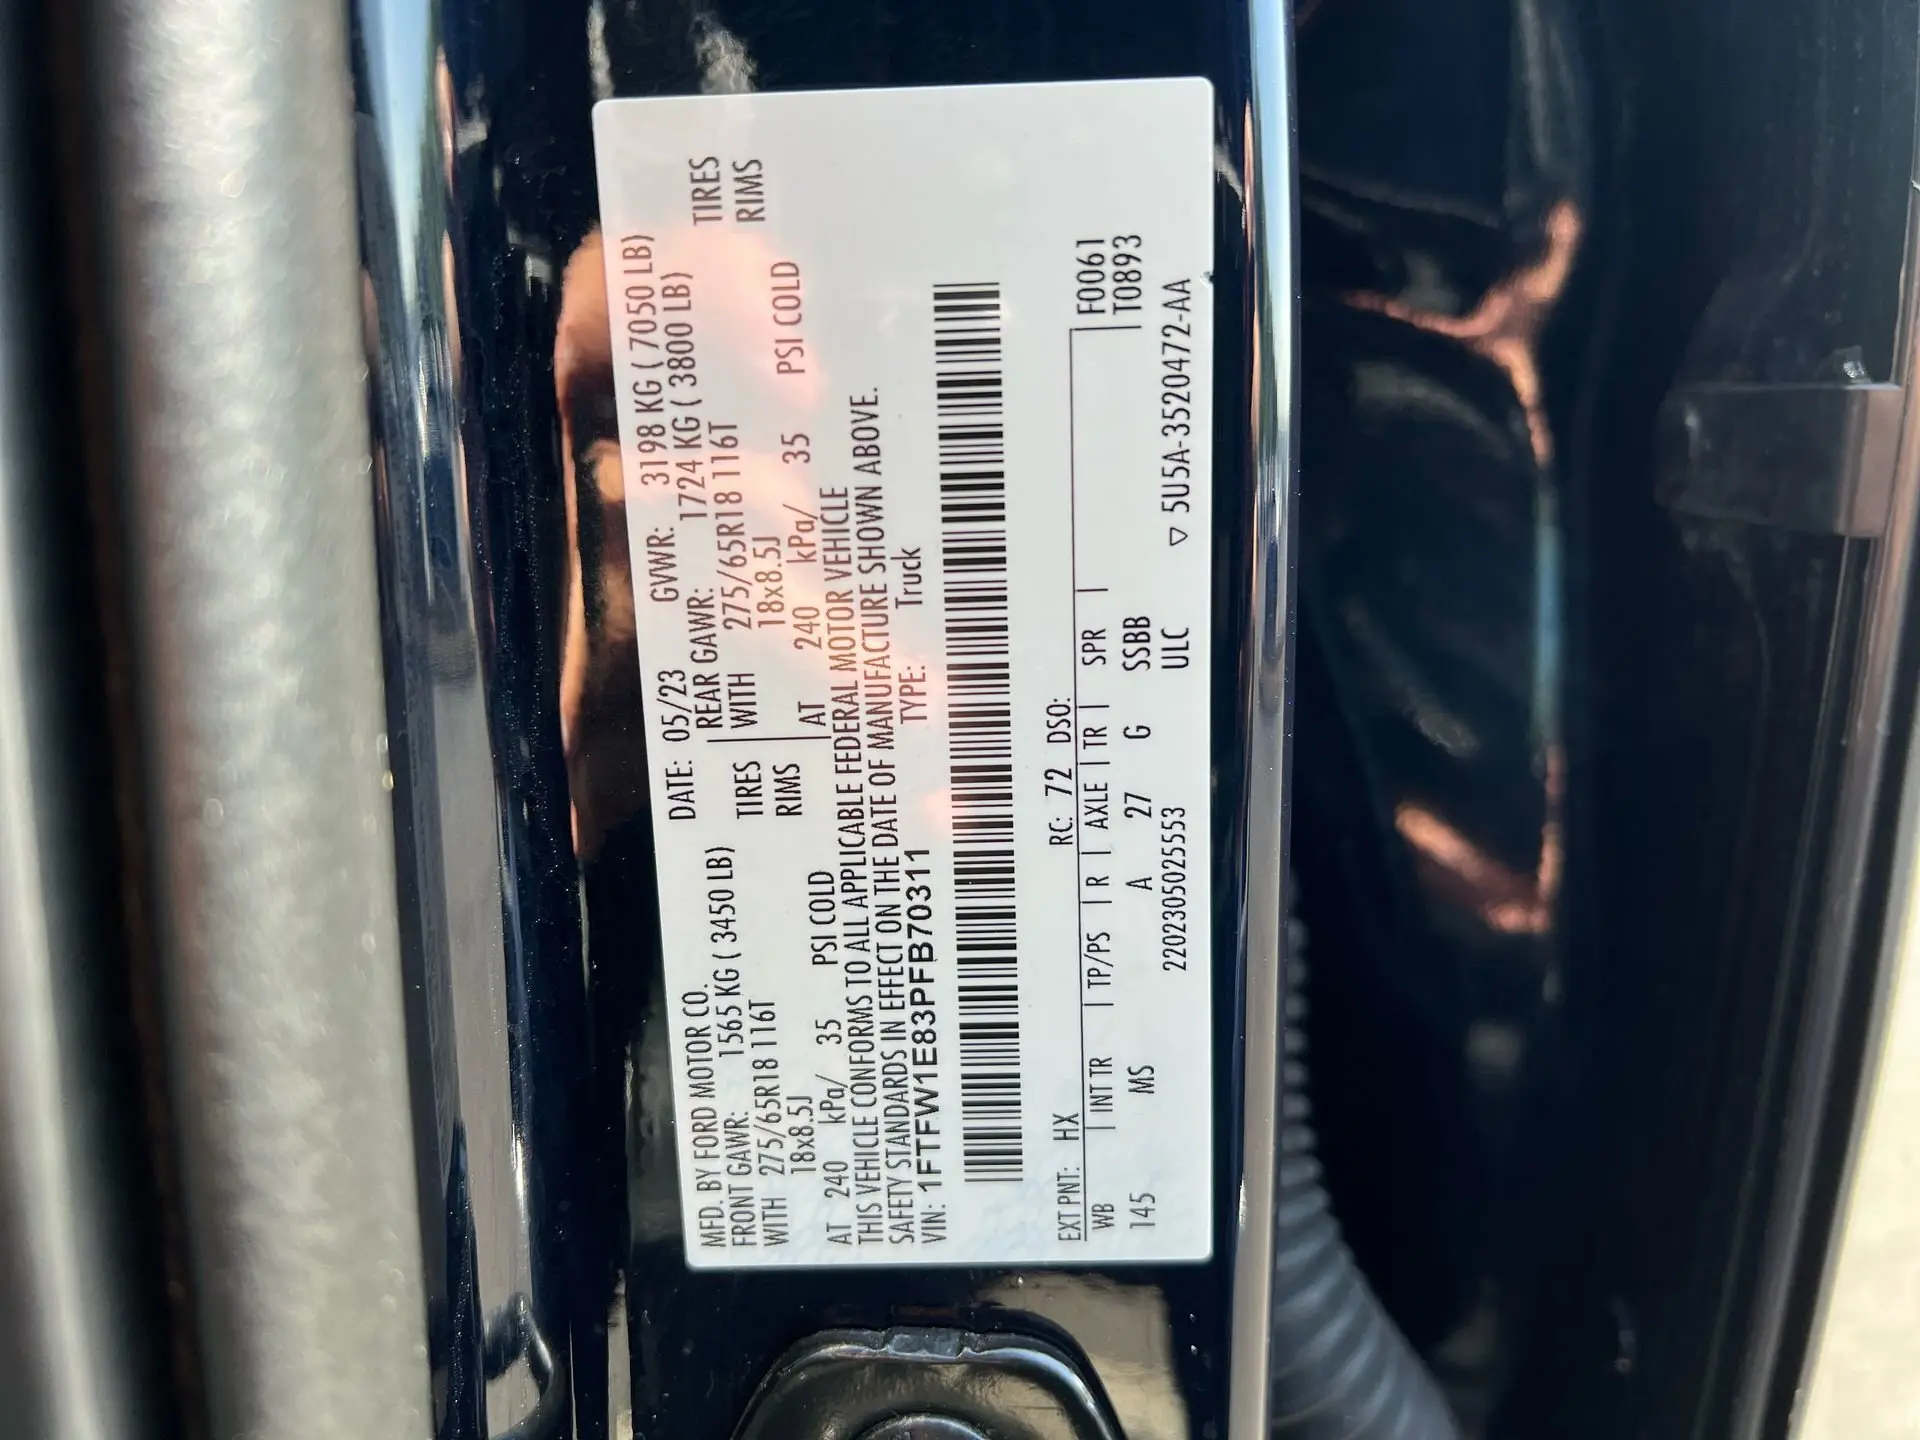 MFD. BY FORD MOTOR CO. DATE: 05/23 GVWR: 3198 KG ( 7050 LB)
FRONT GAWR: 1565 KG ( 3450 LB) REAR GAWR: 1724 KG ( 3800 LB)
WITH 275/65R18 116T TIRES WITH 275/65R18 116T TIRES
18x8.5J RIMS 18x8.5J RIMS
AT 240 kPa/ 35 PSI COLD AT 240 kPa/ 35 PSI COLD
THIS VEHICLE CONFORMS TO ALL APPLICABLE FEDERAL MOTOR VEHICLE
SAFETY STANDARDS IN EFFECT ON THE DATE OF MANUFACTURE SHOWN ABOVE.
VIN: 1FTFW1E83PFB70311 TYPE: Truck
EXT PNT: HX RC: 72 DSO:
WB | INT TR | TP/PS | R | AXLE | TR | SPR | F0061
145 MS A 27 G SSBB T0893
2202305025553 ULC ▽ 5U5A-3520472-AA